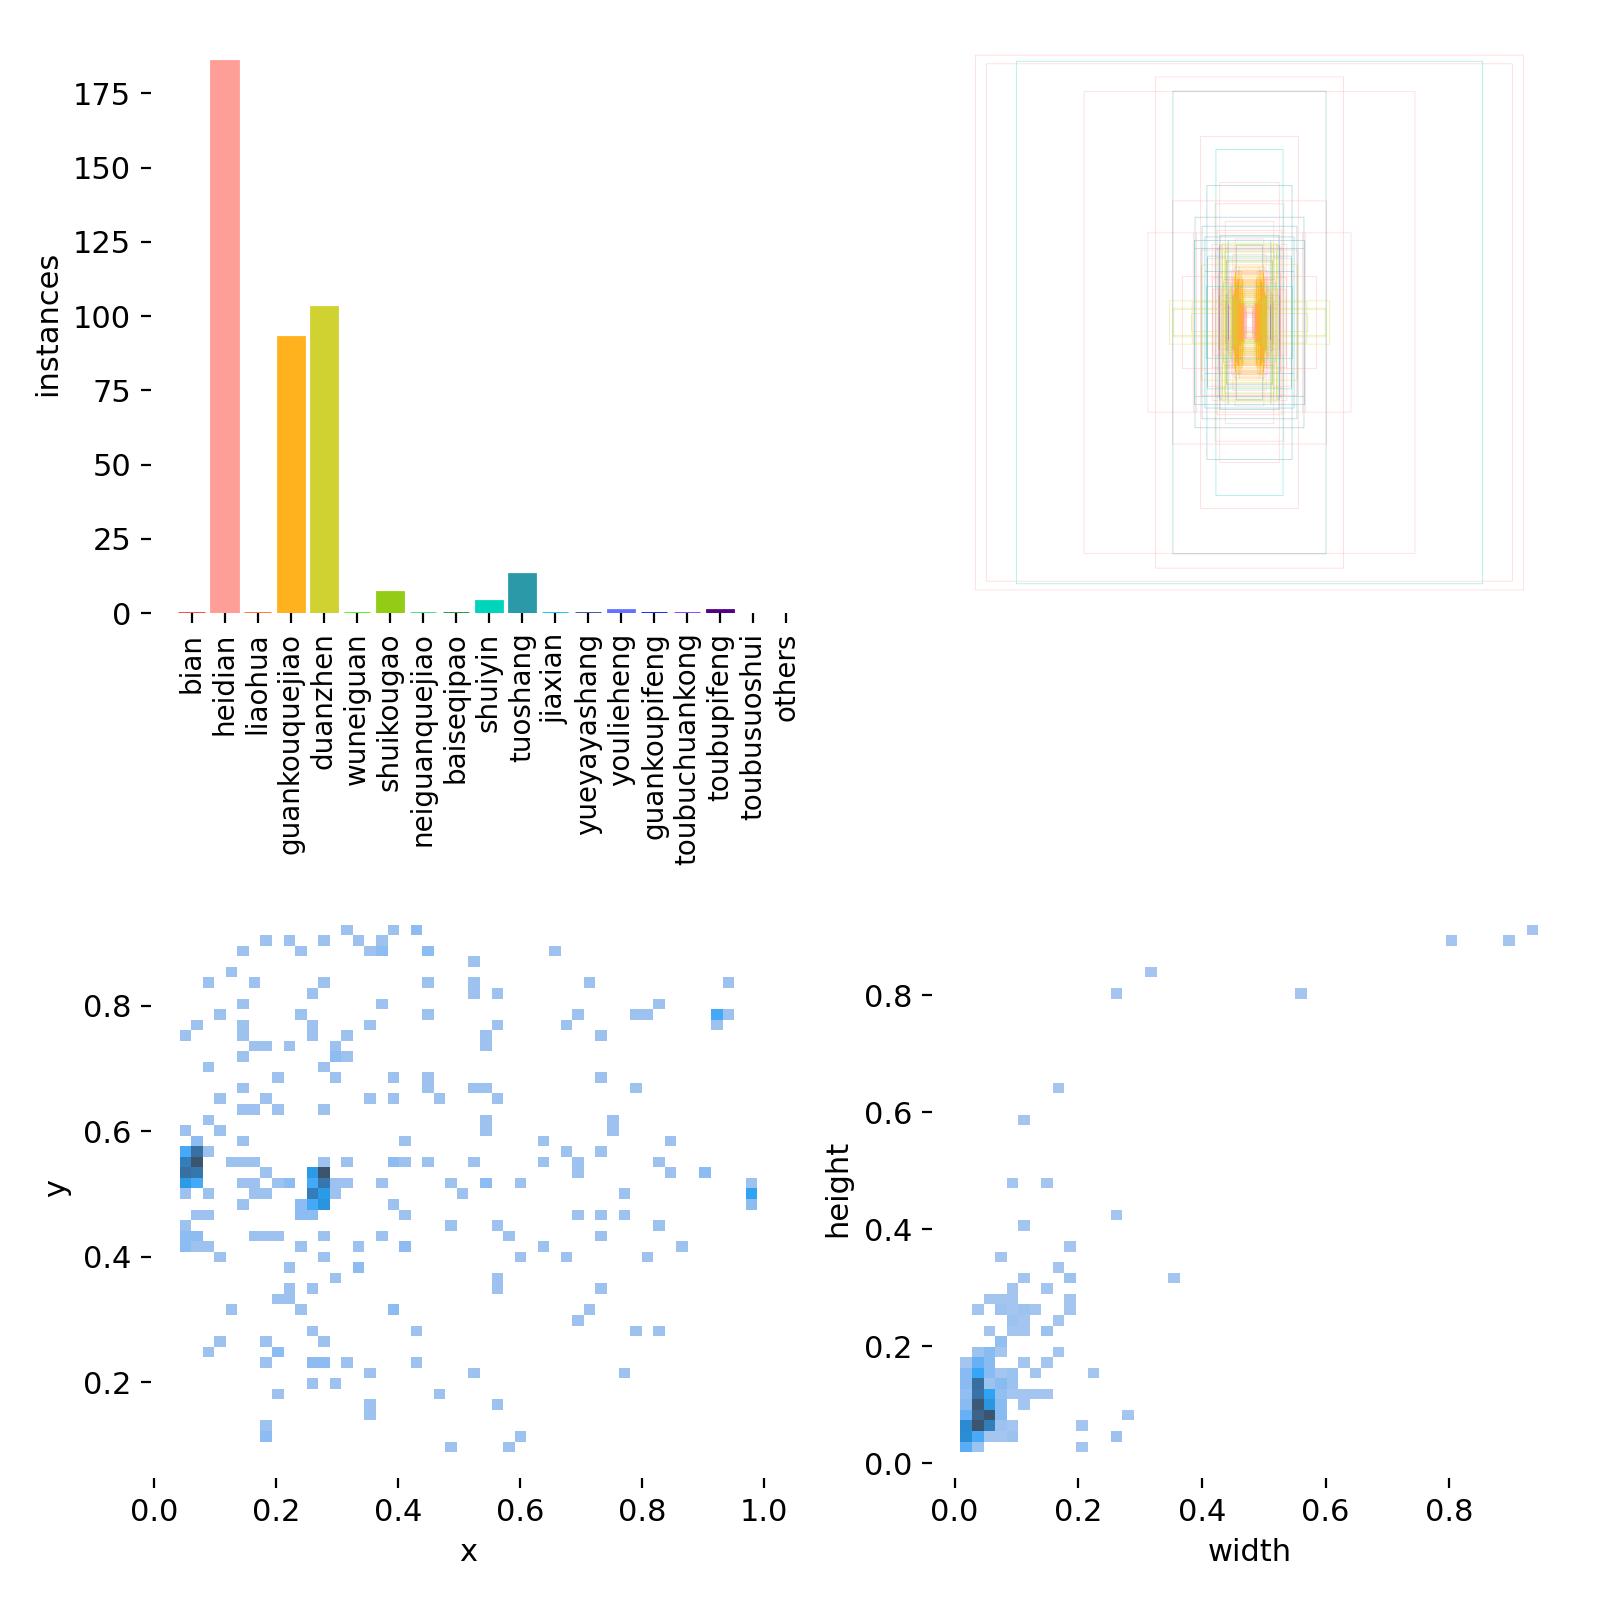 175
150
125
100
75
50
25
0
instances
bian
heidian
liaohua
guankouquejiao
duanzhen
wuneiguan
shuikougao
neiguanquejiao
baiseqipao
shuiyin
tuoshang
jiaxian
yueyayashang
youlieheng
guankoupifeng
toubuchuankong
toubupifeng
toubusuoshui
others
0.8
0.6
0.4
0.2
y
0.0 0.2 0.4 0.6 0.8 1.0
x
0.8
0.6
0.4
0.2
0.0
height
0.0 0.2 0.4 0.6 0.8
width